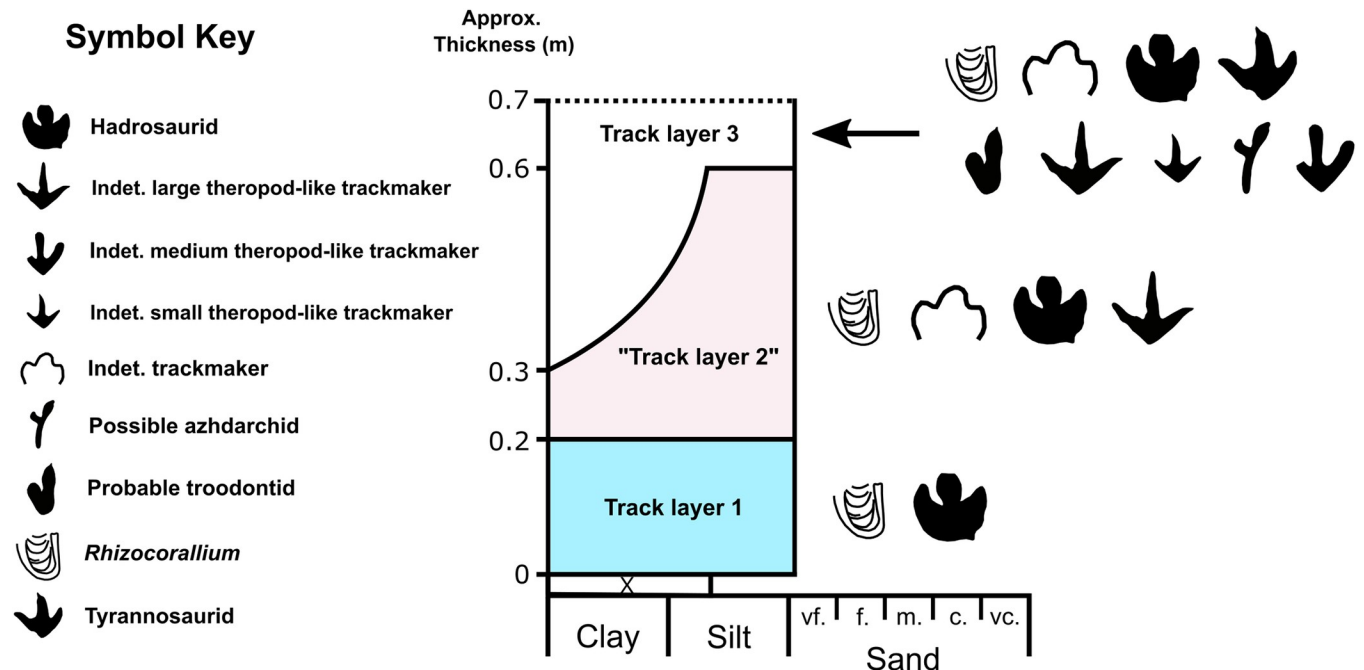 Symbol Key
Hadrosaurid
Indet. large theropod-like trackmaker
Indet. medium theropod-like trackmaker
Indet. small theropod-like trackmaker
Indet. trackmaker
Possible azhdarchid
Probable troodontid
Rhizocorallium
Tyrannosaurid
Approx.
Thickness (m)
0.7
Track layer 3
0.6
0.3
"Track layer 2"
0.2
Track layer 1
0
X
Clay
Silt
vf. f. m. c. vc.
Sand